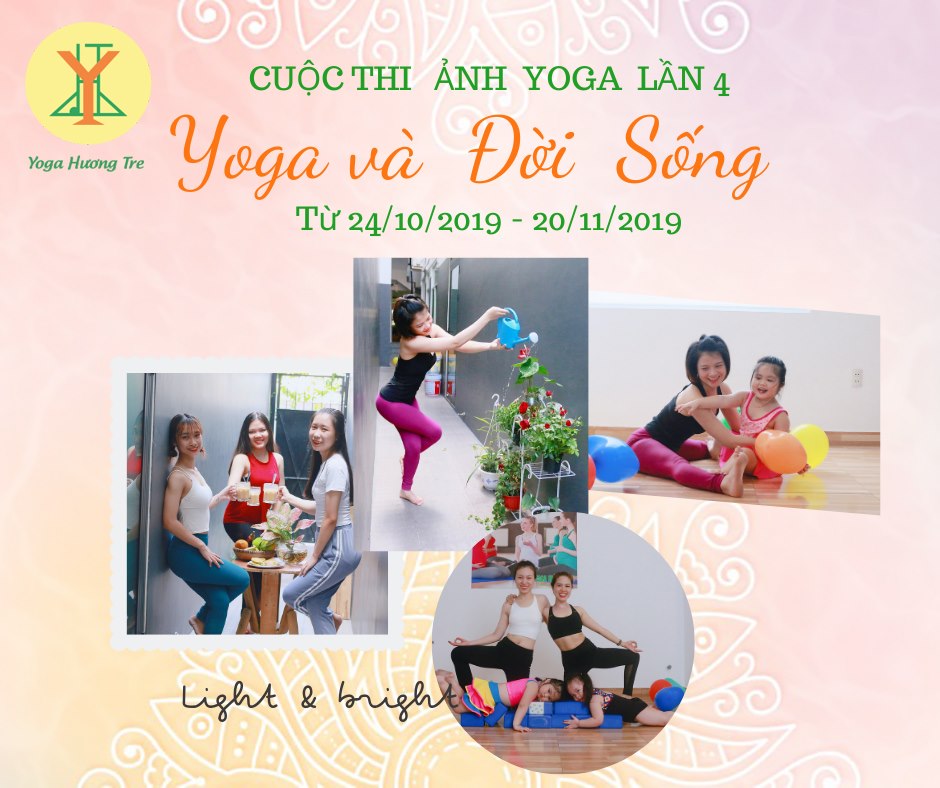 CUỘC THI ẢNH YOGA LẦN 4
Yoga và Đời Sống
Yoga Hương Tre
Từ 24/10/2019 - 20/11/2019
Light & bright